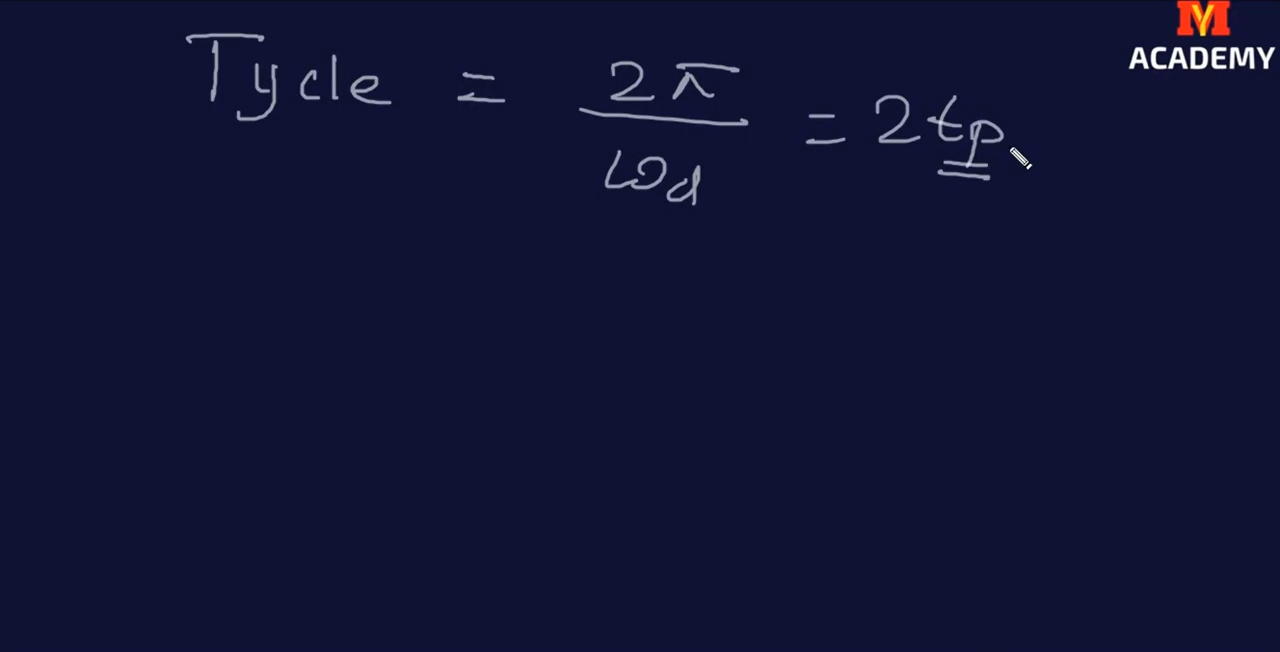 M
ACADEMY
Tycle = 2π / ωd = 2tp